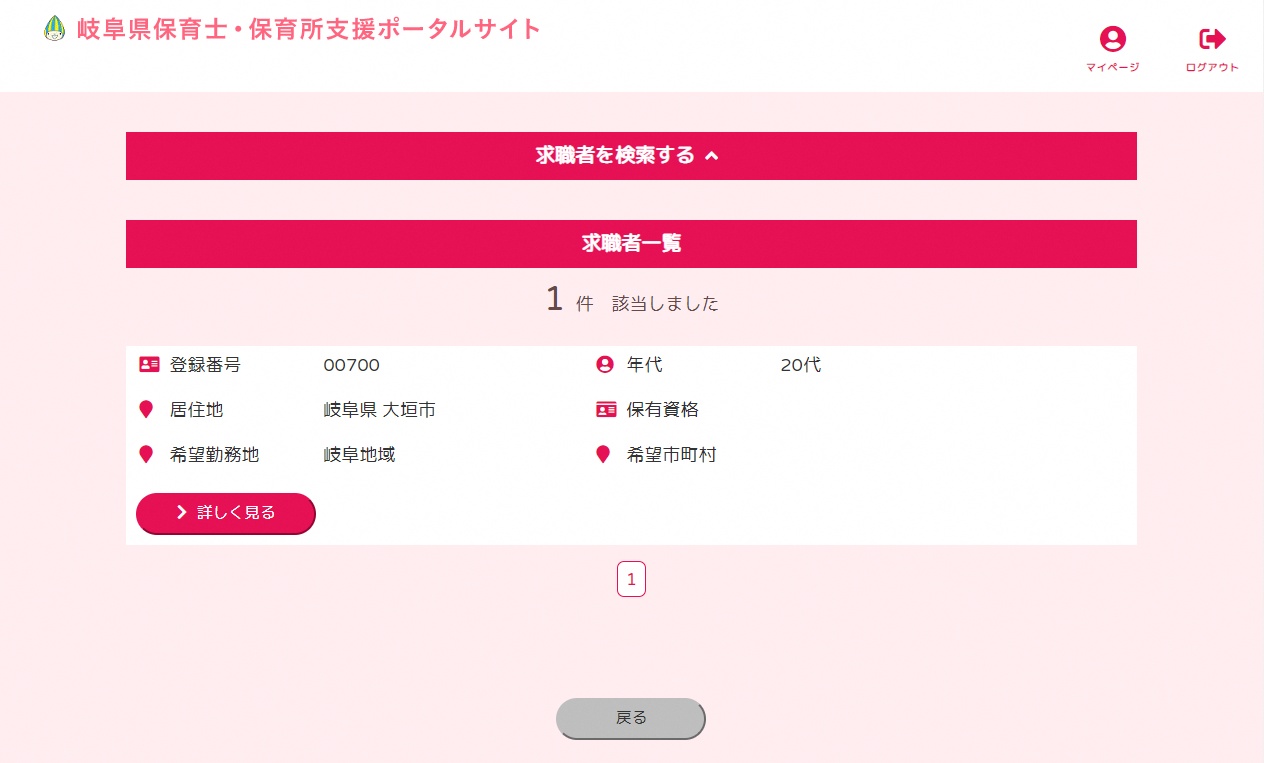 岐阜県保育士・保育所支援ポータルサイト
マイページ ログアウト
求職者を検索する
求職者一覧
1 件　該当しました
登録番号 00700 年代 20代
居住地 岐阜県 大垣市 保有資格
希望勤務地 岐阜地域 希望市町村
詳しく見る
1
戻る